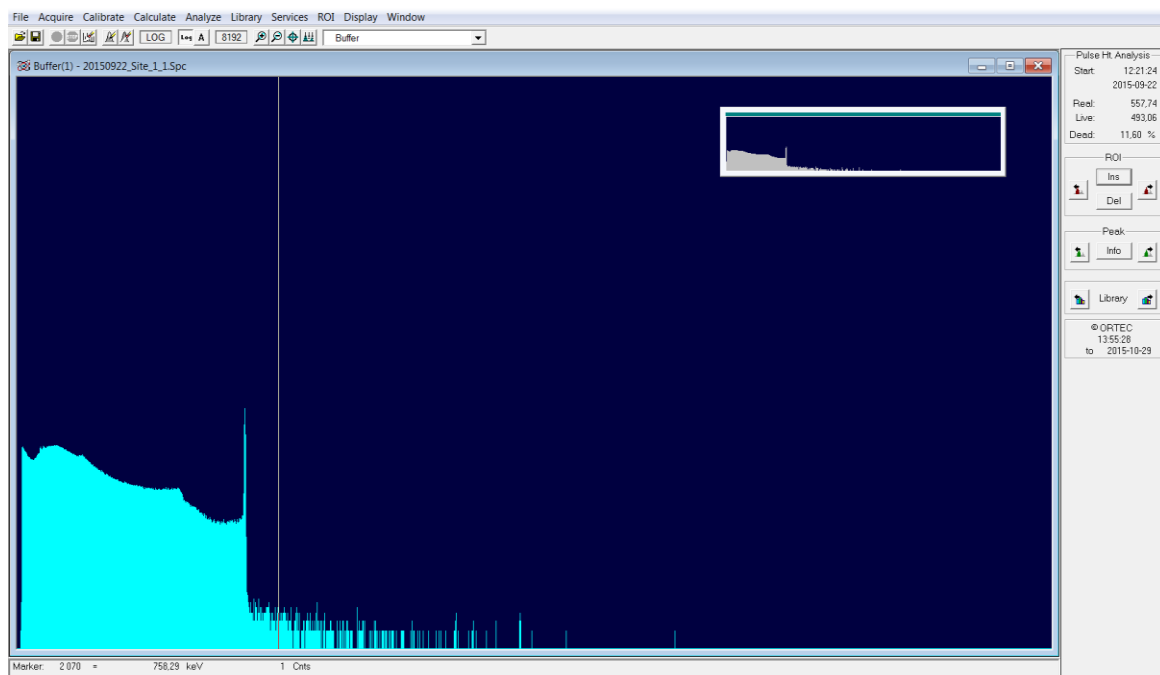 File Acquire Calibrate Calculate Analyze Library Services ROI Display Window
LOG Log A 8192 Buffer
Buffer(1) - 20150922_Site_1_1.Spc
Pulse Ht. Analysis
Start: 12:21:24
2015-09-22
Real: 557,74
Live: 493,06
Dead: 11,60 %
ROI
Ins
Del
Peak
Info
Library
© ORTEC
13:55:28
to 2015-10-29
Marker: 2 070 = 758,29 keV 1 Cnts